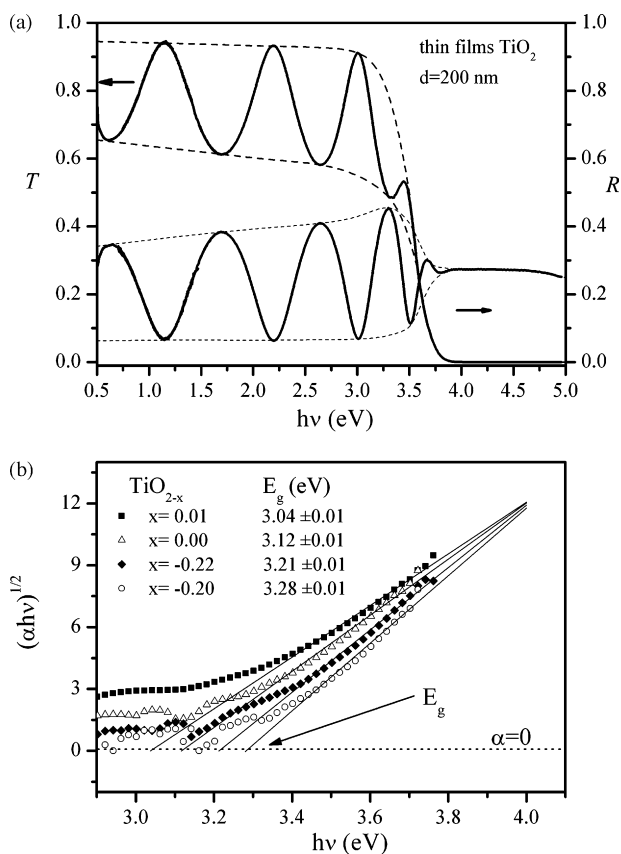 (a)
1.0 1.0
thin films TiO2
d=200 nm
0.8 0.8
0.6 0.6
T R
0.4 0.4
0.2 0.2
0.0 0.0
0.5 1.0 1.5 2.0 2.5 3.0 3.5 4.0 4.5 5.0
hν (eV)
(b)
TiO2-x Eg (eV)
x= 0.01 3.04 ±0.01
x= 0.00 3.12 ±0.01
x= -0.22 3.21 ±0.01
x= -0.20 3.28 ±0.01
12
9
6
3
0
(αhν)1/2
Eg
α=0
3.0 3.2 3.4 3.6 3.8 4.0
hν (eV)